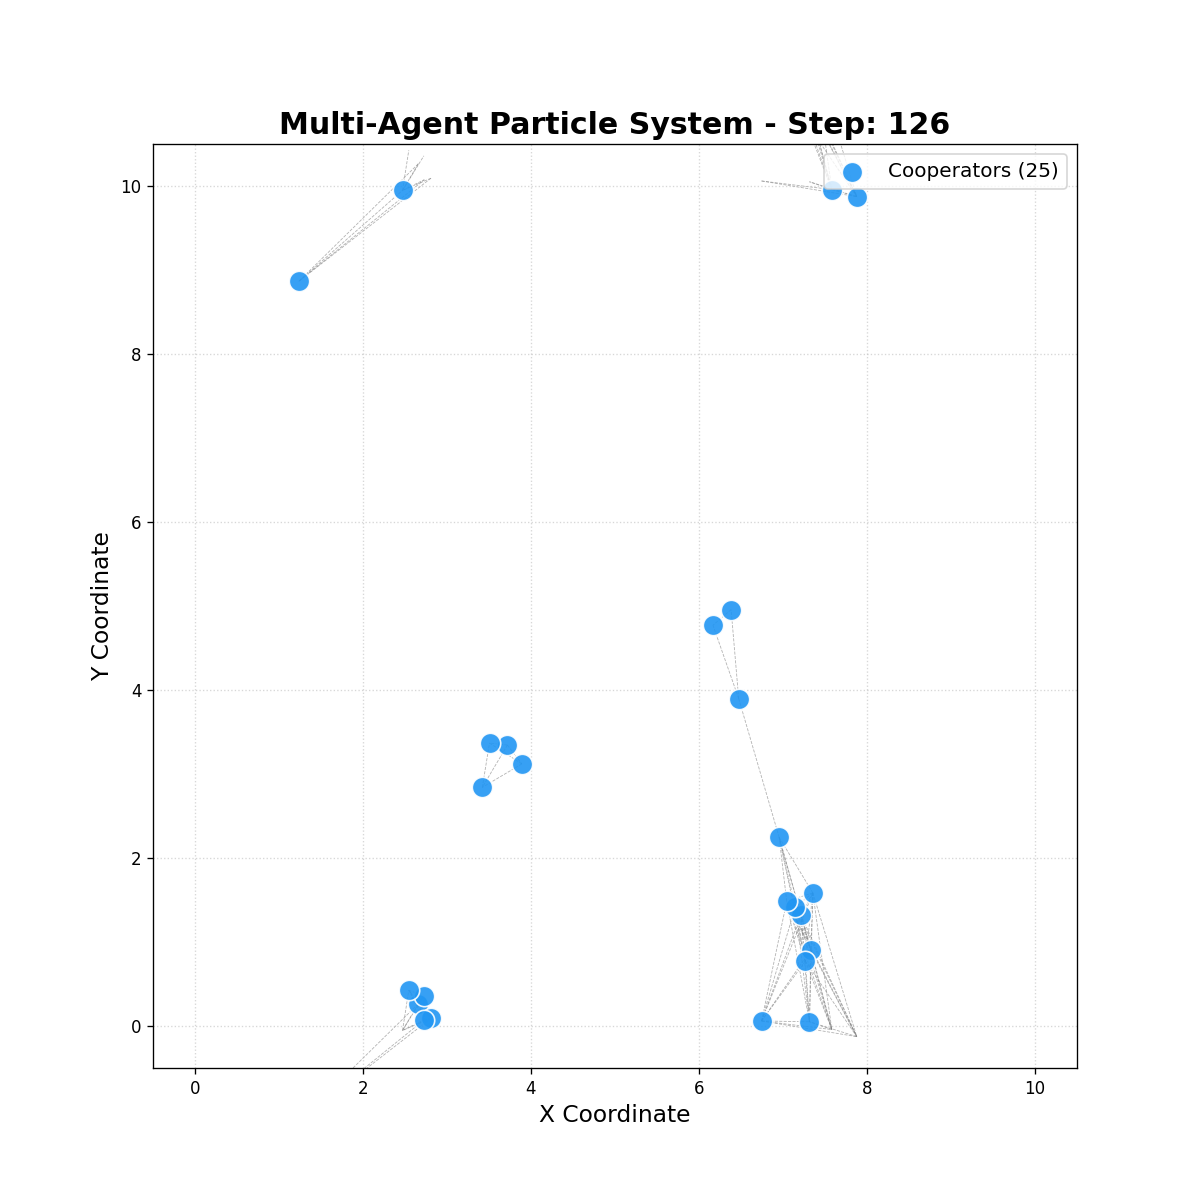 Multi-Agent Particle System - Step: 126
Cooperators (25)
10
8
6
4
2
0
Y Coordinate
0 2 4 6 8 10
X Coordinate